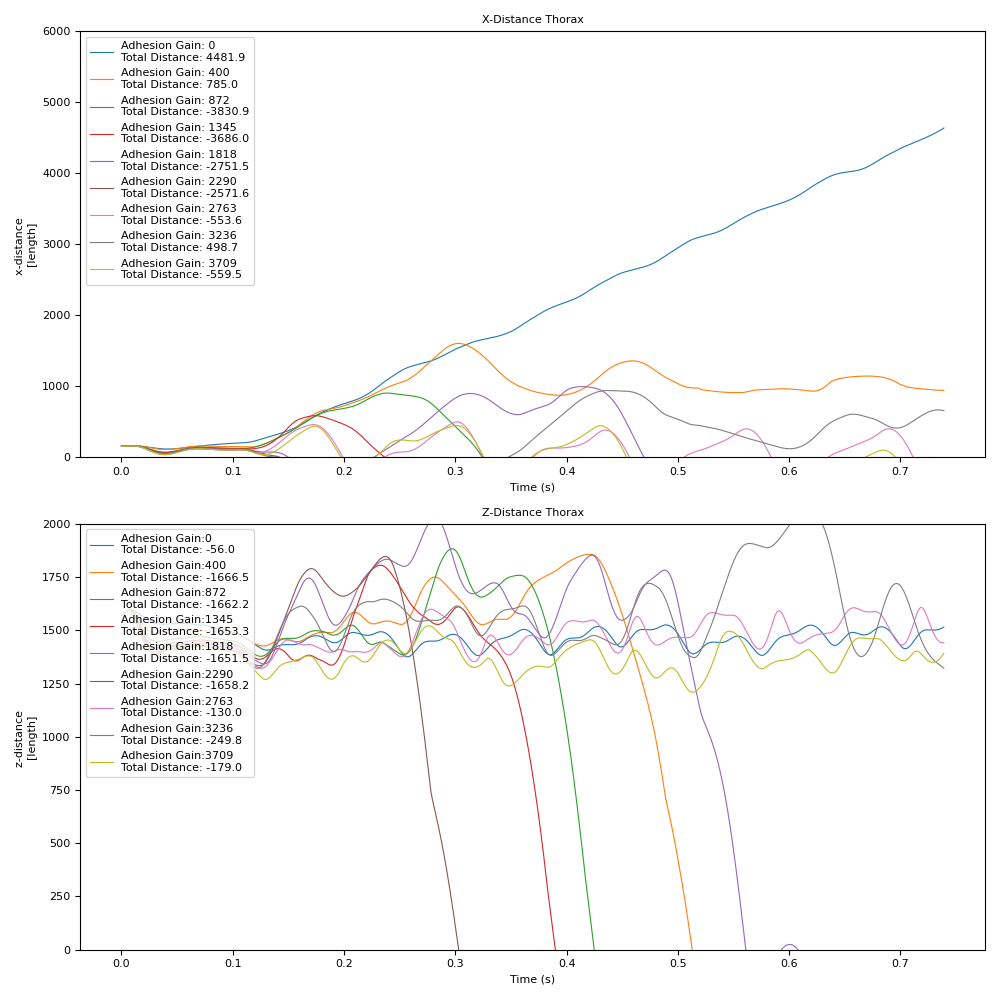 X-Distance Thorax
6000
5000
4000
3000
2000
1000
0
x-distance
[length]
Adhesion Gain: 0
Total Distance: 4481.9
Adhesion Gain: 400
Total Distance: 785.0
Adhesion Gain: 872
Total Distance: -3830.9
Adhesion Gain: 1345
Total Distance: -3686.0
Adhesion Gain: 1818
Total Distance: -2751.5
Adhesion Gain: 2290
Total Distance: -2571.6
Adhesion Gain: 2763
Total Distance: -553.6
Adhesion Gain: 3236
Total Distance: 498.7
Adhesion Gain: 3709
Total Distance: -559.5
0.0 0.1 0.2 0.3 0.4 0.5 0.6 0.7
Time (s)
Z-Distance Thorax
2000
1750
1500
1250
1000
750
500
250
0
z-distance
[length]
Adhesion Gain:0
Total Distance: -56.0
Adhesion Gain:400
Total Distance: -1666.5
Adhesion Gain:872
Total Distance: -1662.2
Adhesion Gain:1345
Total Distance: -1653.3
Adhesion Gain:1818
Total Distance: -1651.5
Adhesion Gain:2290
Total Distance: -1658.2
Adhesion Gain:2763
Total Distance: -130.0
Adhesion Gain:3236
Total Distance: -249.8
Adhesion Gain:3709
Total Distance: -179.0
0.0 0.1 0.2 0.3 0.4 0.5 0.6 0.7
Time (s)